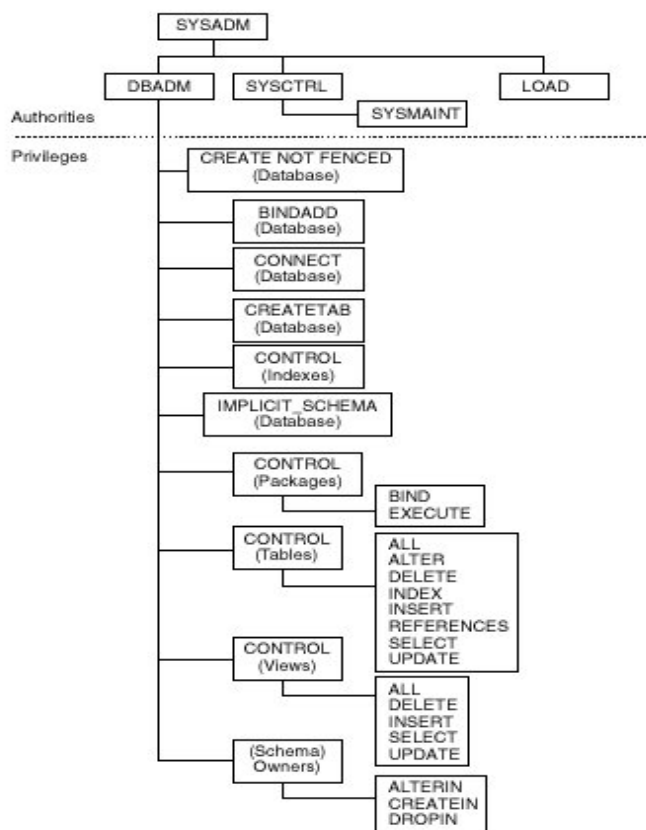 SYSADM
DBADM
SYSCTRL
LOAD
SYSMAINT
Authorities
Privileges
CREATE NOT FENCED
(Database)
BINDADD
(Database)
CONNECT
(Database)
CREATETAB
(Database)
CONTROL
(Indexes)
IMPLICIT_SCHEMA
(Database)
CONTROL
(Packages)
BIND
EXECUTE
CONTROL
(Tables)
ALL
ALTER
DELETE
INDEX
INSERT
REFERENCES
SELECT
UPDATE
CONTROL
(Views)
ALL
DELETE
INSERT
SELECT
UPDATE
(Schema)
Owners)
ALTERIN
CREATEIN
DROPIN